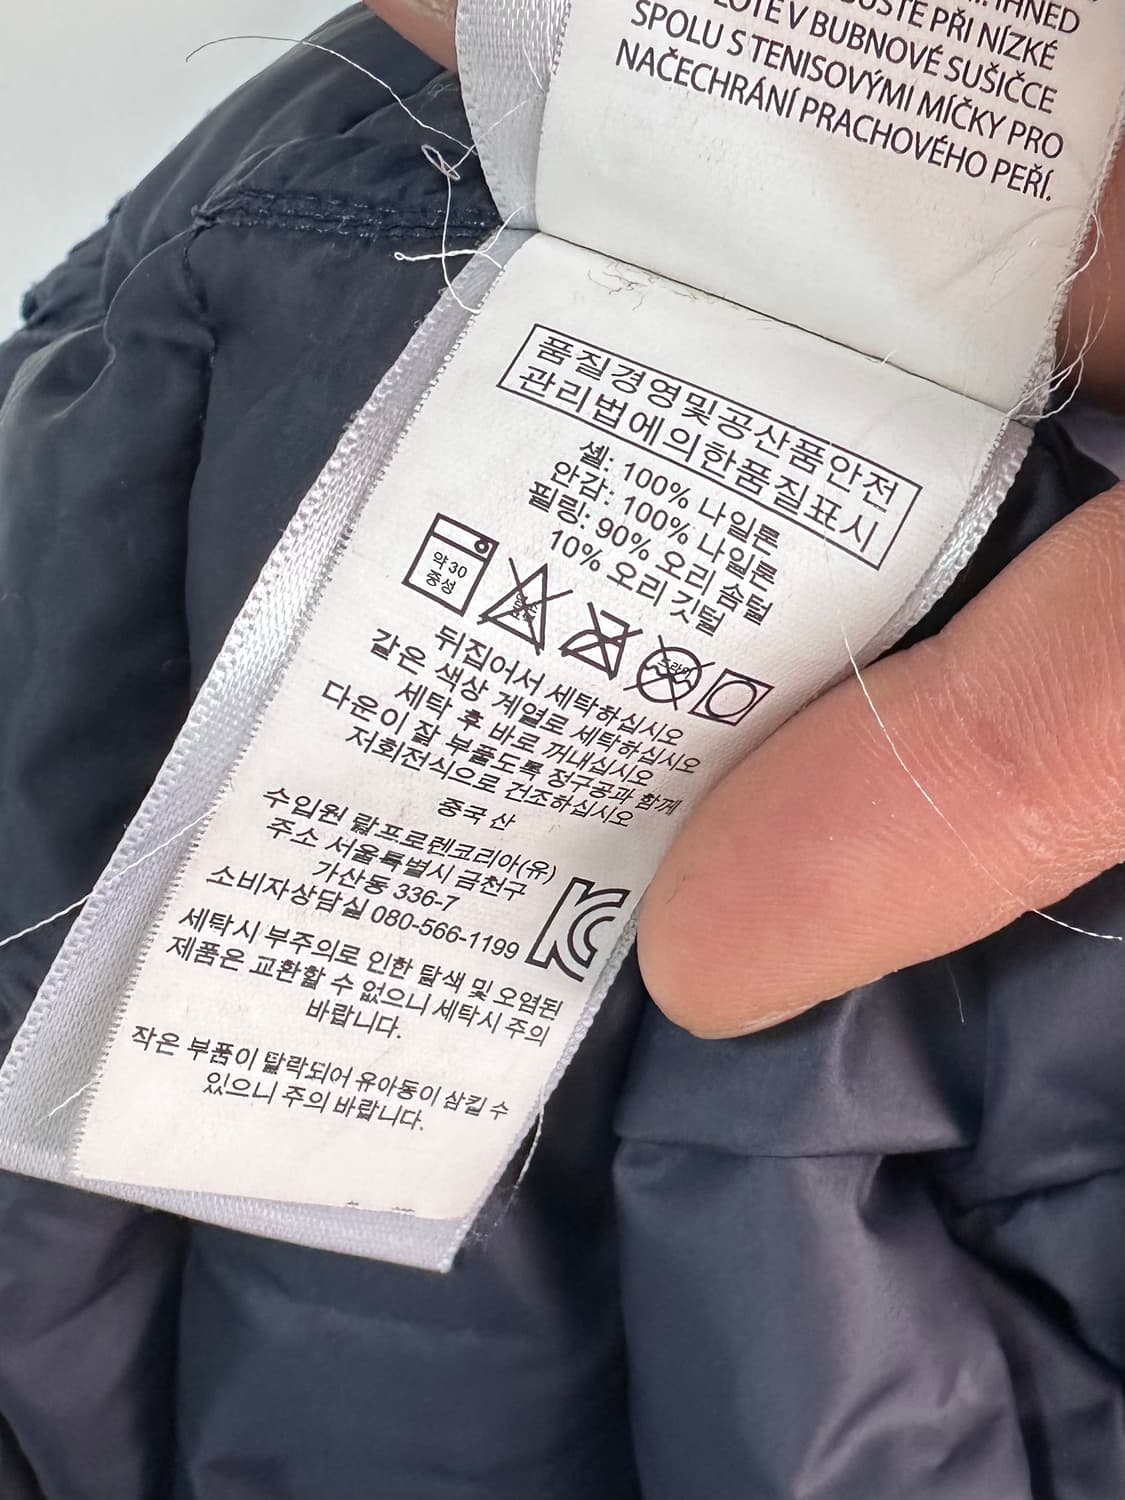 IHNED
PŘI NÍZKÉ
V BUBNOVÉ SUŠIČCE
SPOLU S TENISOVÝMI MÍČKY PRO
NAČECHRÁNÍ PRACHOVÉHO PEŘÍ.
품질경영및공산품안전
관리법에의한품질표시
셸: 100% 나일론
안감: 100% 나일론
필링: 90% 오리 솜털
10% 오리 깃털
약 30
중성
염소
드라이
뒤집어서 세탁하십시오
같은 색상 계열로 세탁하십시오
세탁 후 바로 꺼내십시오
다운이 잘 부풀도록 정구공과 함께
저회전식으로 건조하십시오
중국 산
수입원 랄프로렌코리아(유)
주소 서울특별시 금천구
가산동 336-7
소비자상담실 080-566-1199
세탁시 부주의로 인한 탈색 및 오염된
제품은 교환할 수 없으니 세탁시 주의
바랍니다.
작은 부품이 탈락되어 유아동이 삼킬 수
있으니 주의 바랍니다.